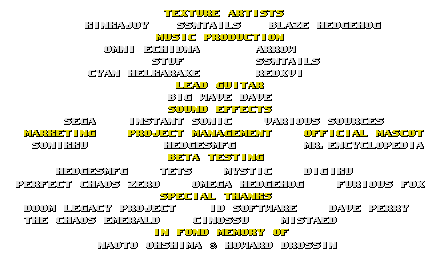 TEXTURE ARTISTS
KINKAJOY SSNTAILS BLAZE HEDGEHOG
MUSIC PRODUCTION
OMNI ECHIDNA ARROW
STUF SSNTAILS
CYAN HELKARAXE REDXVI
LEAD GUITAR
BIG WAVE DAVE
SOUND EFFECTS
SEGA INSTANT SONIC VARIOUS SOURCES
MARKETING PROJECT MANAGEMENT OFFICIAL MASCOT
SONIKKU HEDGESMFG MR. ENCYCLOPEDIA
BETA TESTING
HEDGESMFG TETS MYSTIC DIGIKU
PERFECT CHAOS ZERO OMEGA HEDGEHOG FURIOUS FOX
SPECIAL THANKS
DOOM LEGACY PROJECT ID SOFTWARE DAVE PERRY
THE CHAOS EMERALD CINOSSU MISTAED
IN FOND MEMORY OF
NAOTO OHSHIMA & HOWARD DROSSIN